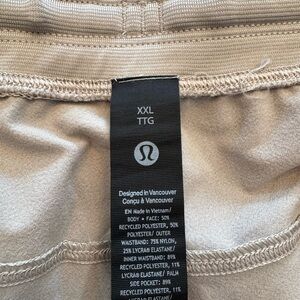 XXL
TTG
Designed in Vancouver
Conçu à Vancouver
EN Made in Vietnam/
BODY • FACE: 50%
RECYCLED POLYESTER, 50%
POLYESTER/ OUTER
WAISTBAND: 75% NYLON,
25% LYCRA® ELASTANE/
INNER WAISTBAND: 89%
RECYCLED POLYESTER, 11%
LYCRA® ELASTANE/ PALM
SIDE POCKET: 89%
RECYCLED POLYESTER, 11%
LYCRA® ELASTANE/